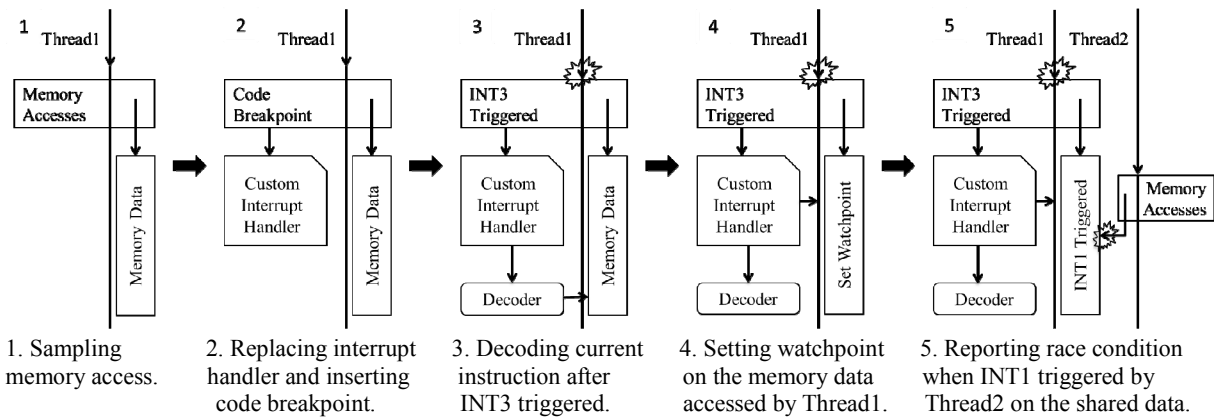 1
Thread1
Memory
Accesses
Memory Data
2
Thread1
Code
Breakpoint
Custom
Interrupt
Handler
Memory Data
3
Thread1
INT3
Triggered
Custom
Interrupt
Handler
Memory Data
Decoder
4
Thread1
INT3
Triggered
Custom
Interrupt
Handler
Set Watchpoint
Decoder
5
Thread1
Thread2
INT3
Triggered
Custom
Interrupt
Handler
INT1 Triggered
Memory
Accesses
Decoder
1. Sampling
memory access.
2. Replacing interrupt
handler and inserting
code breakpoint.
3. Decoding current
instruction after
INT3 triggered.
4. Setting watchpoint
on the memory data
accessed by Thread1.
5. Reporting race condition
when INT1 triggered by
Thread2 on the shared data.